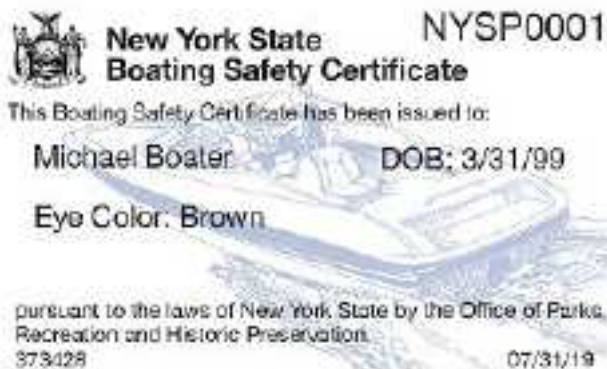 NYSP0001
New York State
Boating Safety Certificate
This Boating Safety Certificate has been issued to:
Michael Boater DOB: 3/31/99
Eye Color: Brown
pursuant to the laws of New York State by the Office of Parks,
Recreation and Historic Preservation.
373428 07/31/19